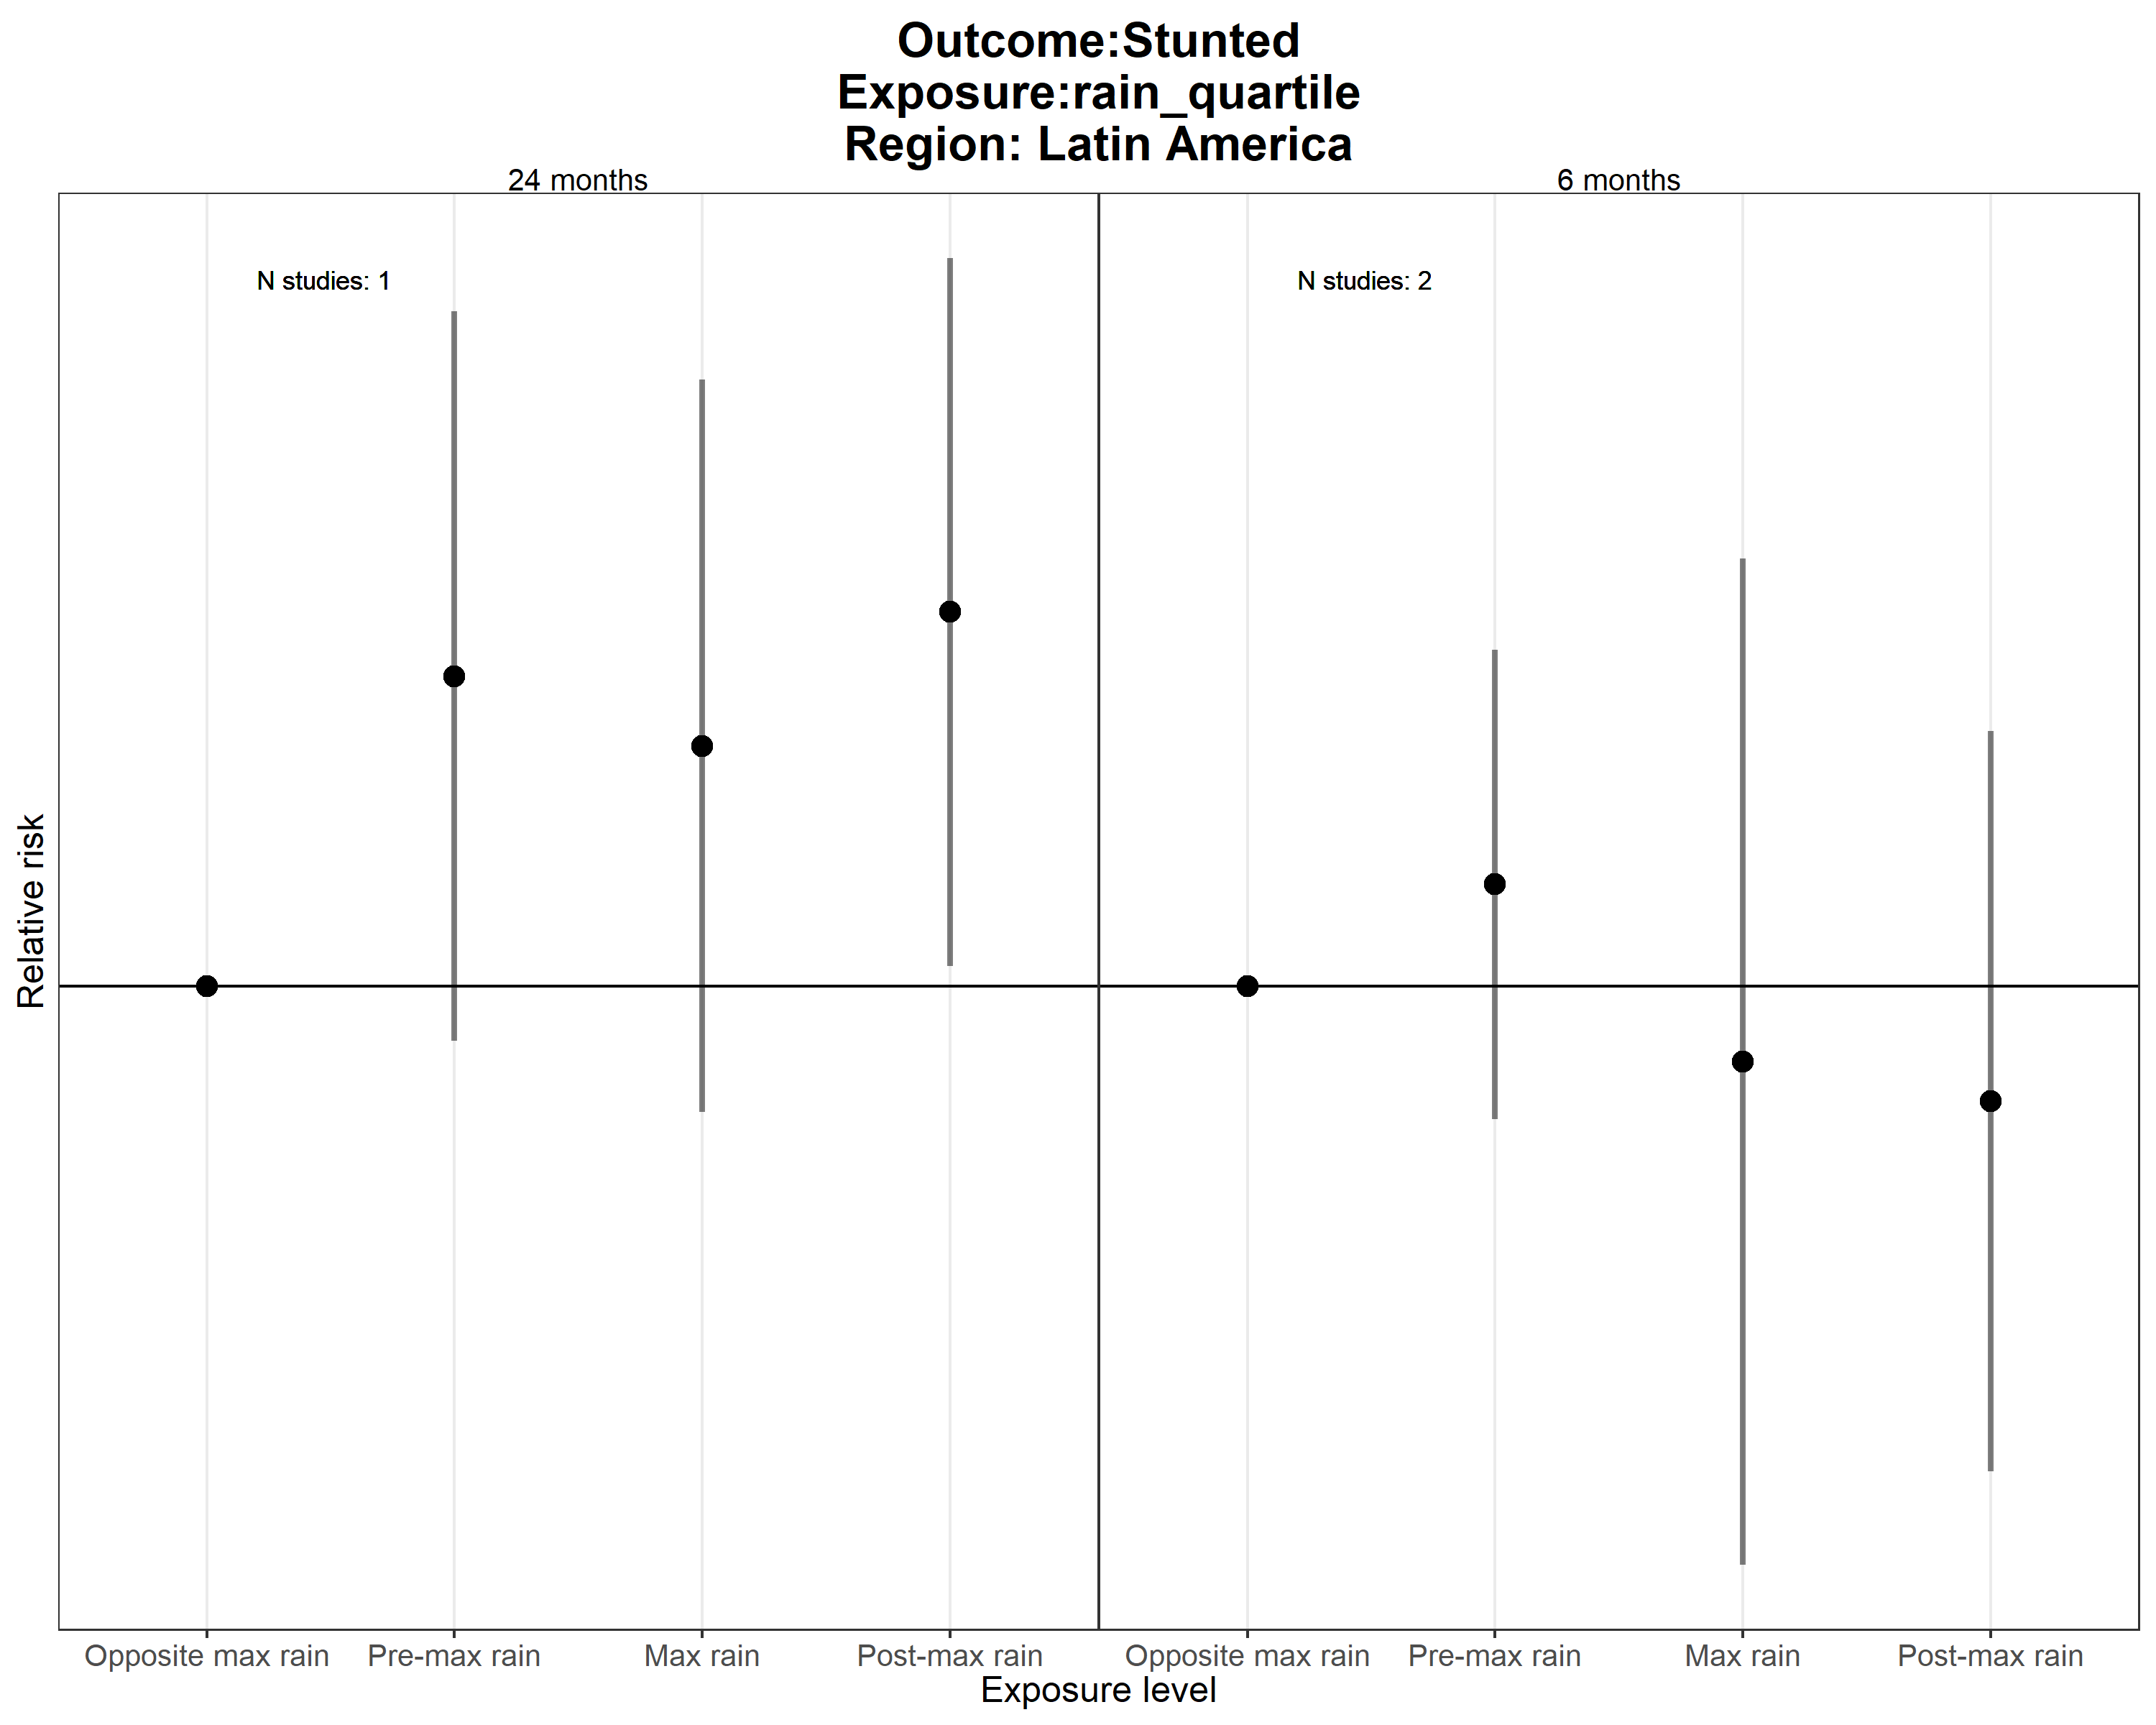 Outcome:Stunted
Exposure:rain_quartile
Region: Latin America
24 months
6 months
N studies: 1
N studies: 2
Relative risk
Opposite max rain
Pre-max rain
Max rain
Post-max rain
Opposite max rain
Pre-max rain
Max rain
Post-max rain
Exposure level